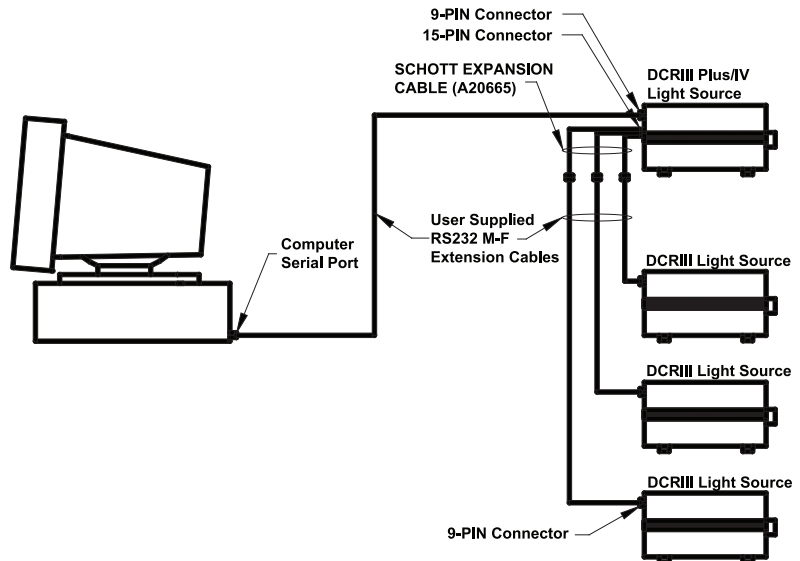 9-PIN Connector
15-PIN Connector
SCHOTT EXPANSION
CABLE (A20665)
DCRIII Plus/IV
Light Source
User Supplied
RS232 M-F
Extension Cables
Computer
Serial Port
DCRIII Light Source
DCRIII Light Source
DCRIII Light Source
9-PIN Connector